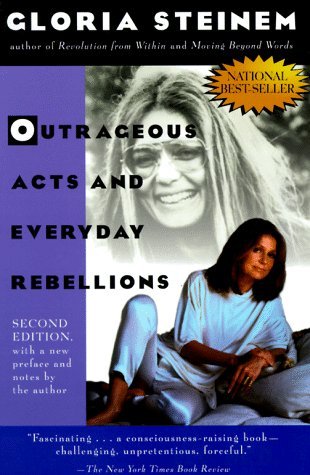 GLORIA STEINEM
author of Revolution from Within and Moving Beyond Words
NATIONAL
BEST-SELLER
OUTRAGEOUS
ACTS AND
EVERYDAY
REBELLIONS
SECOND
EDITION,
with a new
preface and
notes by
the author
"Fascinating . . . a consciousness-raising book—
challenging, unpretentious, forceful."
—The New York Times Book Review